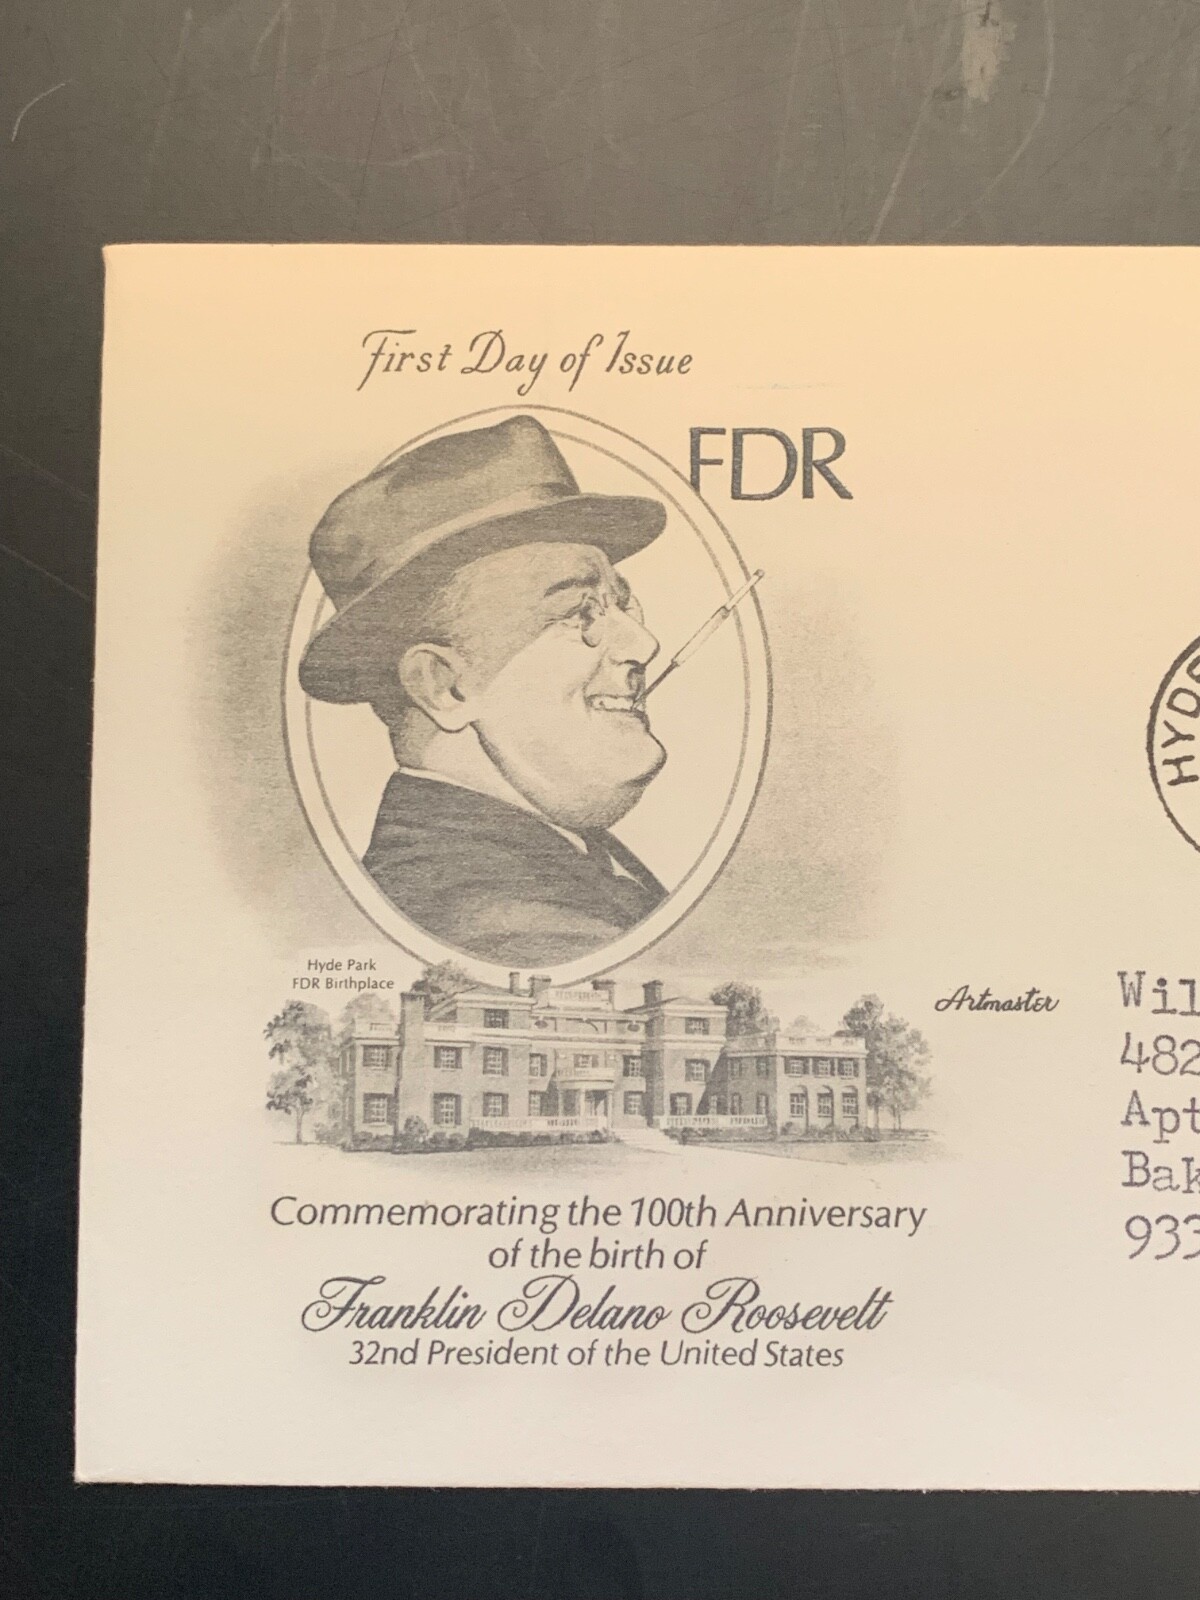 First Day of Issue
FDR
HYDE
Hyde Park
FDR Birthplace
Artmaster
Wil
482
Apt
Bak
933
Commemorating the 100th Anniversary
of the birth of
Franklin Delano Roosevelt
32nd President of the United States